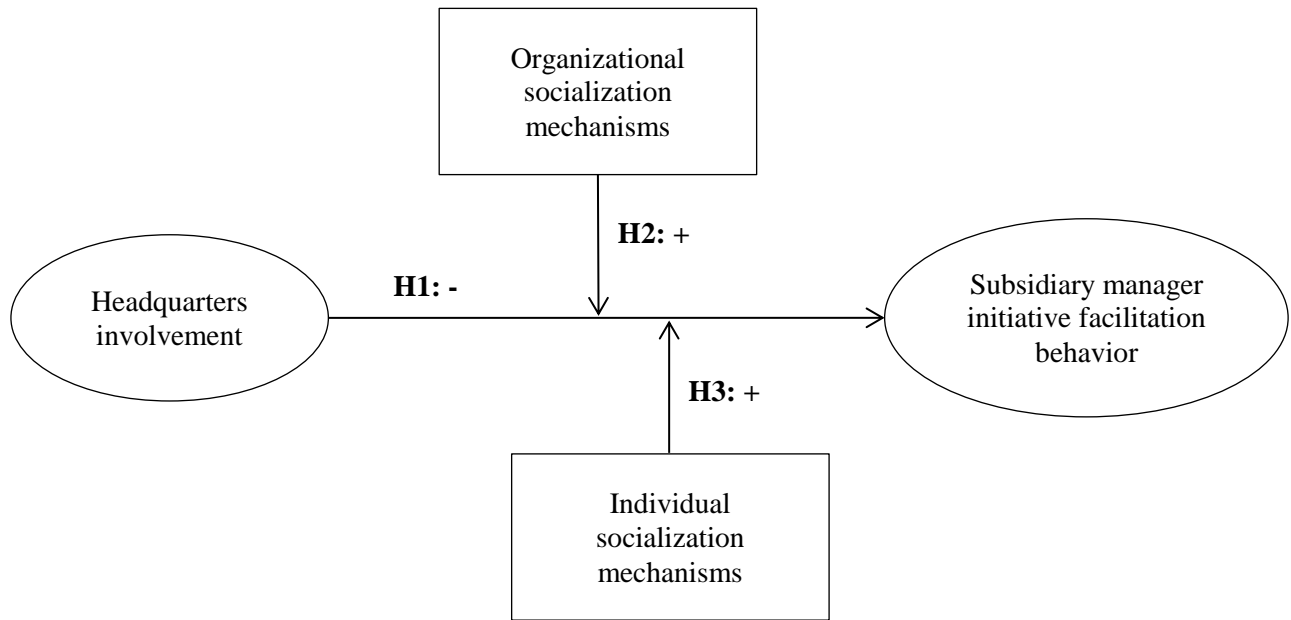 Organizational
socialization
mechanisms
H2: +
H1: -
Headquarters
involvement
Subsidiary manager
initiative facilitation
behavior
H3: +
Individual
socialization
mechanisms